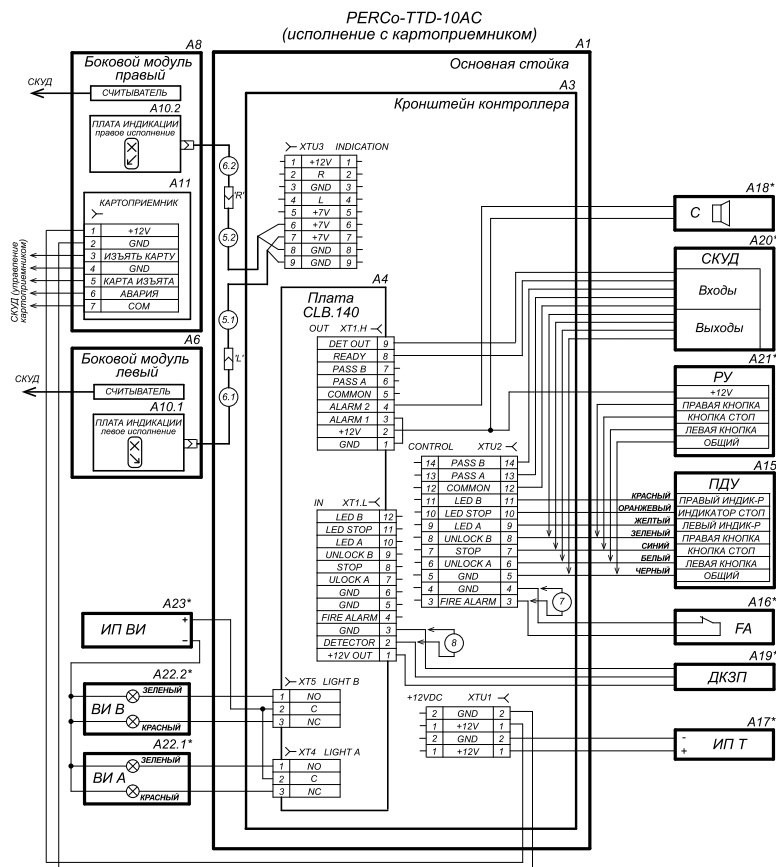 PERCo-TTD-10AC
(исполнение с картоприемником)
A8
Боковой модуль
правый
СЧИТЫВАТЕЛЬ
СКУД
A10.2
ПЛАТА ИНДИКАЦИИ
правое исполнение
A11
КАРТОПРИЕМНИК
1 +12V
2 GND
3 ИЗЪЯТЬ КАРТУ
4 GND
5 КАРТА ИЗЪЯТА
6 АВАРИЯ
7 COM
СКУД (управление
картоприемником)
A6
Боковой модуль
левый
СЧИТЫВАТЕЛЬ
СКУД
A10.1
ПЛАТА ИНДИКАЦИИ
левое исполнение
6.2
'R'
5.2
5.1
'L'
6.1
A1
Основная стойка
A3
Кронштейн контроллера
XTU3 INDICATION
1 +12V 1
2 R 2
3 GND 3
4 L 4
5 +7V 5
6 +7V 6
7 +7V 7
8 GND 8
9 GND 9
A4
Плата
CLB.140
OUT XT1.H
DET OUT 9
READY 8
PASS B 7
PASS A 6
COMMON 5
ALARM 2 4
ALARM 1 3
+12V 2
GND 1
CONTROL XTU2
14 PASS B 14
13 PASS A 13
12 COMMON 12
11 LED B 11
10 LED STOP 10
9 LED A 9
8 UNLOCK B 8
7 STOP 7
6 UNLOCK A 6
5 GND 5
4 GND 4
3 FIRE ALARM 3
7
IN XT1.L
LED B 12
LED STOP 11
LED A 10
UNLOCK B 9
STOP 8
ULOCK A 7
GND 6
GND 5
FIRE ALARM 4
GND 3
DETECTOR 2
+12V OUT 1
8
XT5 LIGHT B
1 NO
2 C
3 NC
XT4 LIGHT A
1 NO
2 C
3 NC
+12VDC XTU1
2 GND 2
1 +12V 1
2 GND 2
1 +12V 1
A23*
ИП ВИ
+
−
A22.2*
ВИ В
ЗЕЛЕНЫЙ
КРАСНЫЙ
A22.1*
ВИ А
ЗЕЛЕНЫЙ
КРАСНЫЙ
A18*
С
A20*
СКУД
Входы
Выходы
A21*
РУ
+12V
ПРАВАЯ КНОПКА
КНОПКА СТОП
ЛЕВАЯ КНОПКА
ОБЩИЙ
A15
ПДУ
КРАСНЫЙ ПРАВЫЙ ИНДИК-Р
ОРАНЖЕВЫЙ ИНДИКАТОР СТОП
ЖЕЛТЫЙ ЛЕВЫЙ ИНДИК-Р
ЗЕЛЕНЫЙ ПРАВАЯ КНОПКА
СИНИЙ КНОПКА СТОП
БЕЛЫЙ ЛЕВАЯ КНОПКА
ЧЕРНЫЙ ОБЩИЙ
A16*
FA
A19*
ДКЗП
A17*
-
+
ИП Т